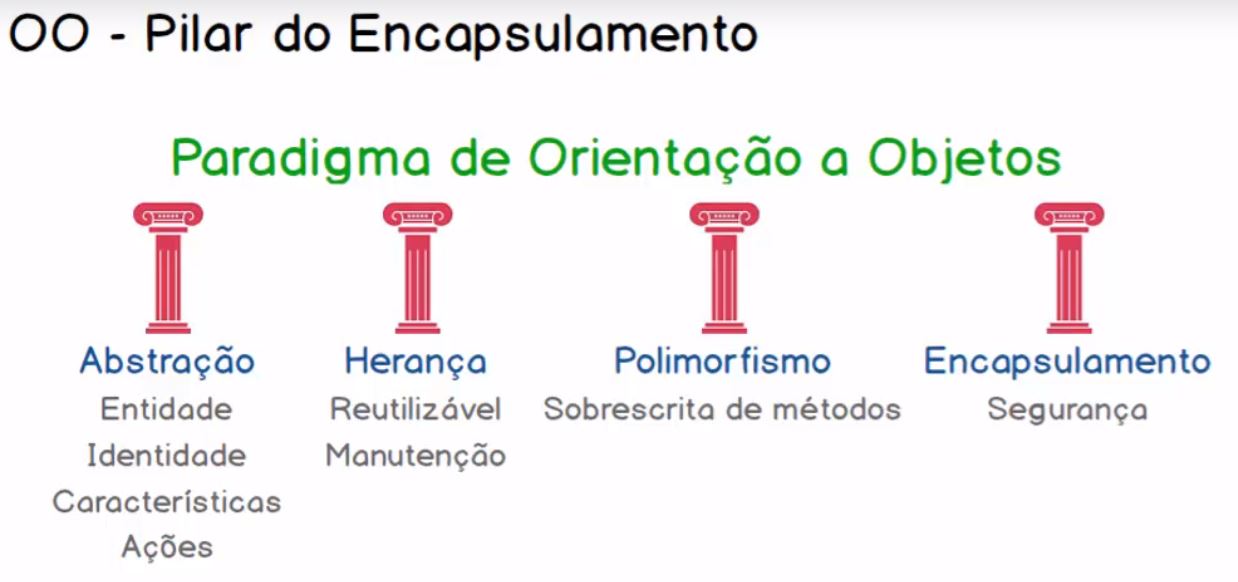 OO - Pilar do Encapsulamento
Paradigma de Orientação a Objetos
Abstração
Entidade
Identidade
Características
Ações
Herança
Reutilizável
Manutenção
Polimorfismo
Sobrescrita de métodos
Encapsulamento
Segurança